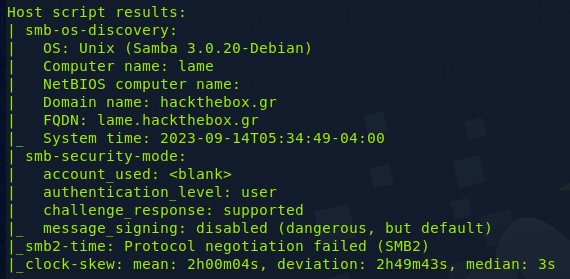 Host script results:
| smb-os-discovery:
|   OS: Unix (Samba 3.0.20-Debian)
|   Computer name: lame
|   NetBIOS computer name:
|   Domain name: hackthebox.gr
|   FQDN: lame.hackthebox.gr
|_  System time: 2023-09-14T05:34:49-04:00
| smb-security-mode:
|   account_used: <blank>
|   authentication_level: user
|   challenge_response: supported
|_  message_signing: disabled (dangerous, but default)
|_smb2-time: Protocol negotiation failed (SMB2)
|_clock-skew: mean: 2h00m04s, deviation: 2h49m43s, median: 3s